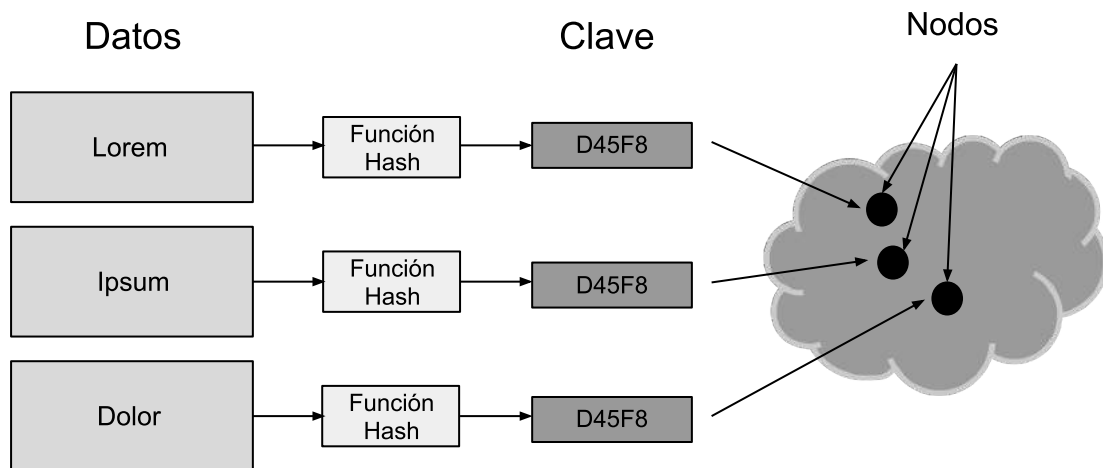 Datos
Clave
Nodos
Lorem
Función
Hash
D45F8
Ipsum
Función
Hash
D45F8
Dolor
Función
Hash
D45F8